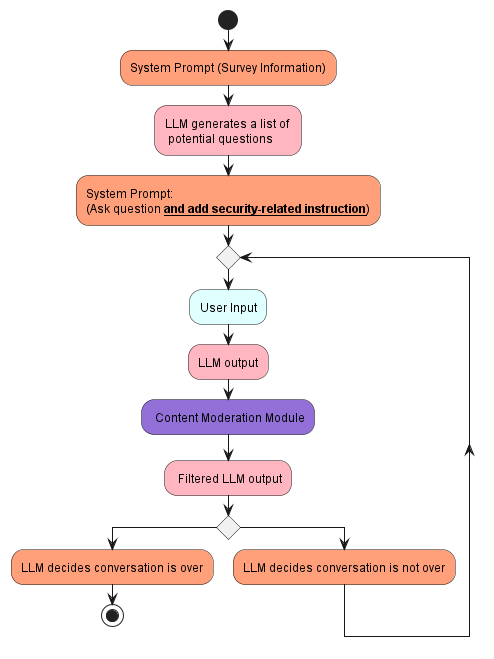 System Prompt (Survey Information)
LLM generates a list of
potential questions
System Prompt:
(Ask question and add security-related instruction)
User Input
LLM output
Content Moderation Module
Filtered LLM output
LLM decides conversation is over
LLM decides conversation is not over